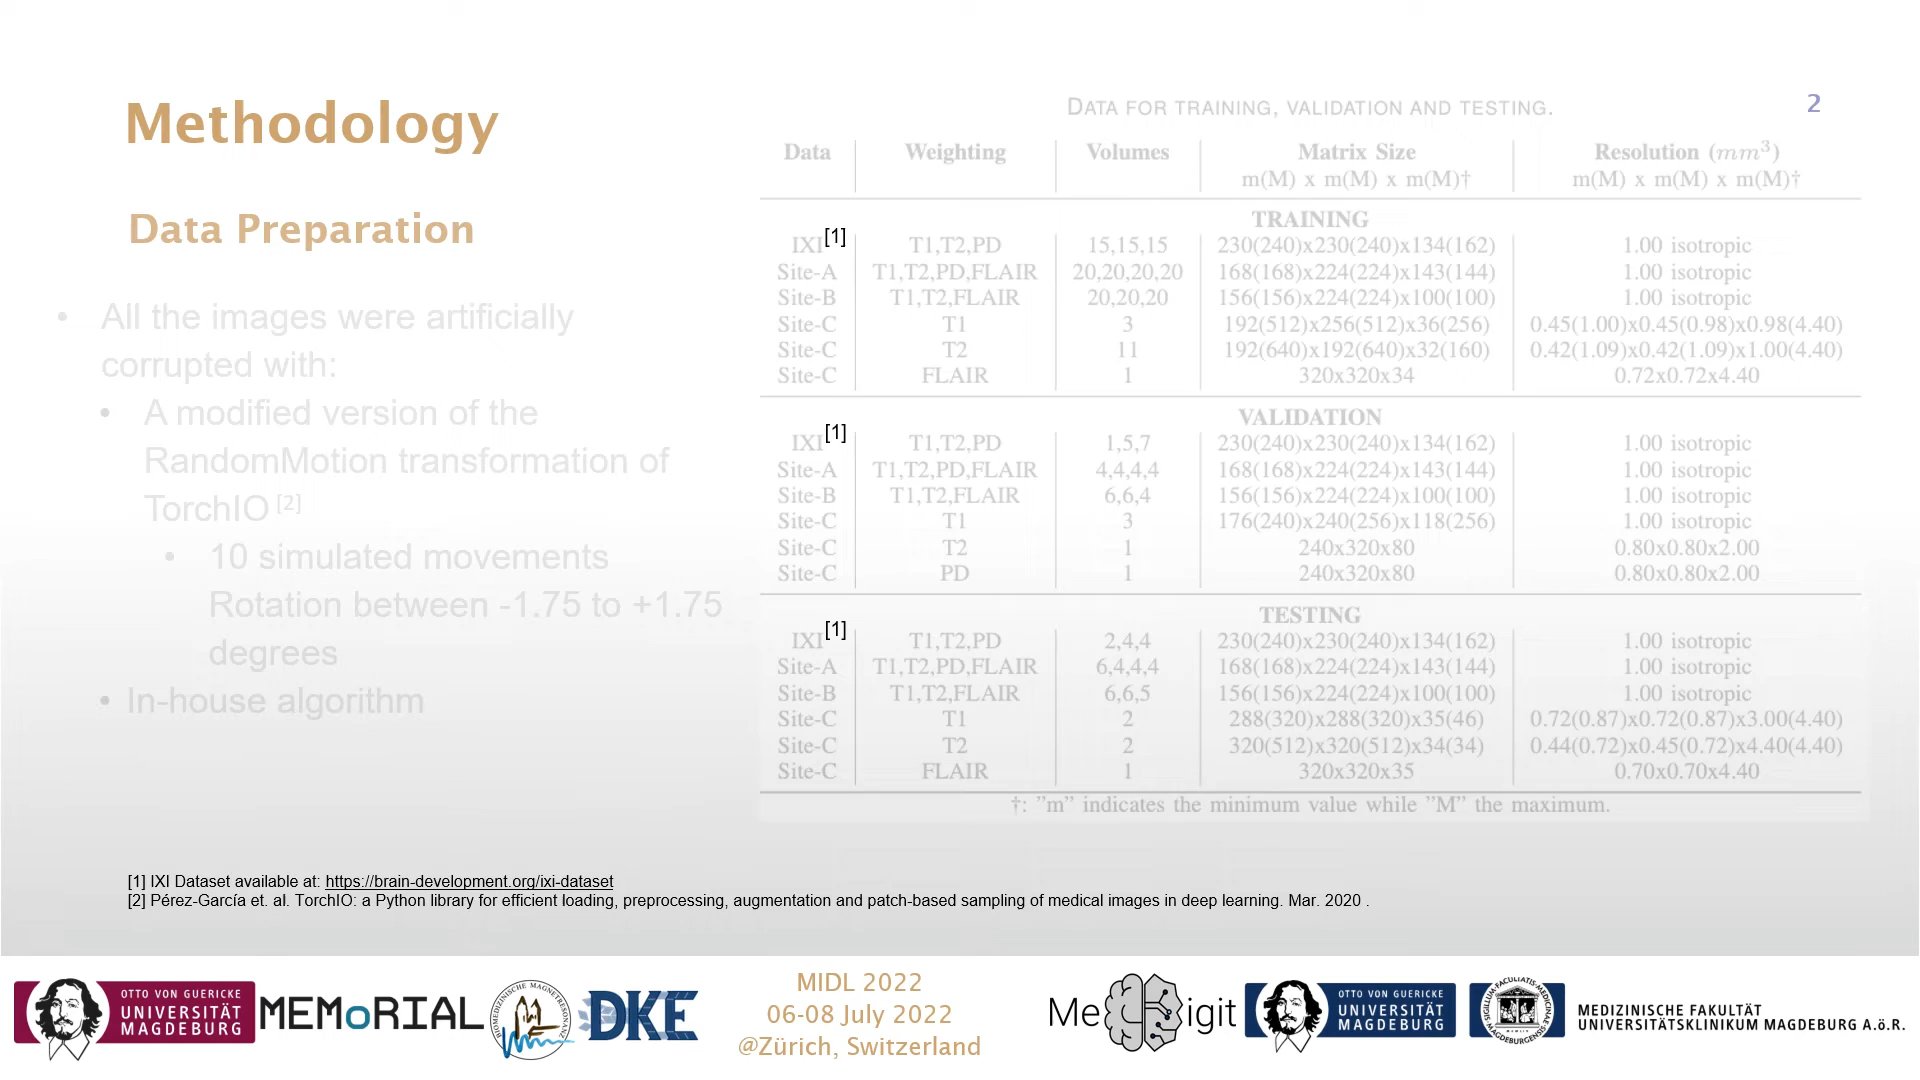 Methodology
Data Preparation
• All the images were artificially
corrupted with:
• A modified version of the
RandomMotion transformation of
TorchIO [2]
• 10 simulated movements
Rotation between -1.75 to +1.75
degrees
• In-house algorithm
2
DATA FOR TRAINING, VALIDATION AND TESTING.
Data Weighting Volumes Matrix Size Resolution (mm³)
m(M) x m(M) x m(M)† m(M) x m(M) x m(M)†
TRAINING
IXI[1] T1,T2,PD 15,15,15 230(240)x230(240)x134(162) 1.00 isotropic
Site-A T1,T2,PD,FLAIR 20,20,20,20 168(168)x224(224)x143(144) 1.00 isotropic
Site-B T1,T2,FLAIR 20,20,20 156(156)x224(224)x100(100) 1.00 isotropic
Site-C T1 3 192(512)x256(512)x36(256) 0.45(1.00)x0.45(0.98)x0.98(4.40)
Site-C T2 11 192(640)x192(640)x32(160) 0.42(1.09)x0.42(1.09)x1.00(4.40)
Site-C FLAIR 1 320x320x34 0.72x0.72x4.40
VALIDATION
IXI[1] T1,T2,PD 1,5,7 230(240)x230(240)x134(162) 1.00 isotropic
Site-A T1,T2,PD,FLAIR 4,4,4,4 168(168)x224(224)x143(144) 1.00 isotropic
Site-B T1,T2,FLAIR 6,6,4 156(156)x224(224)x100(100) 1.00 isotropic
Site-C T1 3 176(240)x240(256)x118(256) 1.00 isotropic
Site-C T2 1 240x320x80 0.80x0.80x2.00
Site-C PD 1 240x320x80 0.80x0.80x2.00
TESTING
IXI[1] T1,T2,PD 2,4,4 230(240)x230(240)x134(162) 1.00 isotropic
Site-A T1,T2,PD,FLAIR 6,4,4,4 168(168)x224(224)x143(144) 1.00 isotropic
Site-B T1,T2,FLAIR 6,6,5 156(156)x224(224)x100(100) 1.00 isotropic
Site-C T1 2 288(320)x288(320)x35(46) 0.72(0.87)x0.72(0.87)x3.00(4.40)
Site-C T2 2 320(512)x320(512)x34(34) 0.44(0.72)x0.45(0.72)x4.40(4.40)
Site-C FLAIR 1 320x320x35 0.70x0.70x4.40
†: "m" indicates the minimum value while "M" the maximum.
[1] IXI Dataset available at: https://brain-development.org/ixi-dataset
[2] Pérez-García et. al. TorchIO: a Python library for efficient loading, preprocessing, augmentation and patch-based sampling of medical images in deep learning. Mar. 2020 .
OTTO VON GUERICKE
UNIVERSITÄT
MAGDEBURG
MEMoRIAL
BIOMEDIZINISCHE MAGNETRESONANZ
DKE
MIDL 2022
06-08 July 2022
@Zürich, Switzerland
Me igit
OTTO VON GUERICKE
UNIVERSITÄT
MAGDEBURG
MEDIZINISCHE FAKULTÄT
UNIVERSITÄTSKLINIKUM MAGDEBURG A.ö.R.